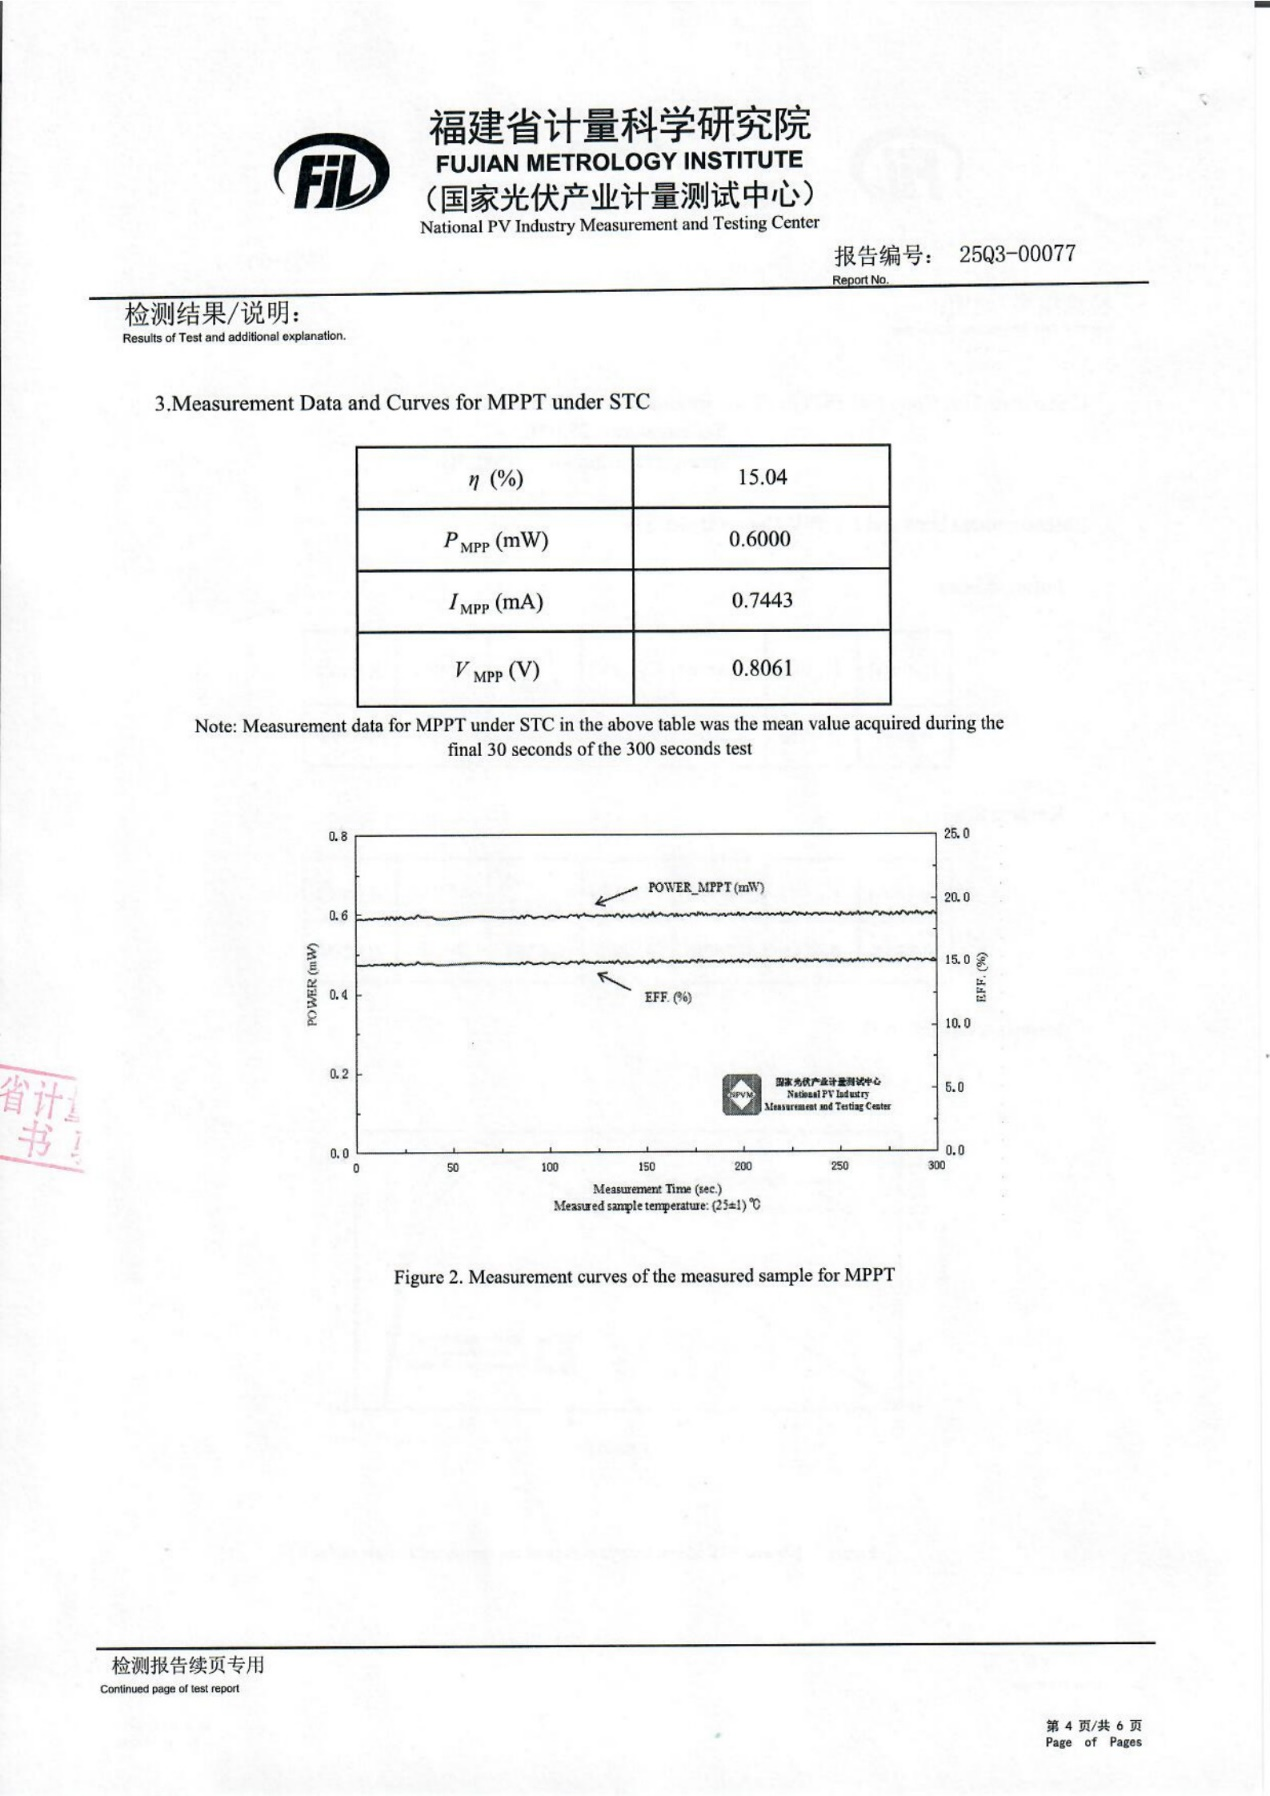 福建省计量科学研究院
FUJIAN METROLOGY INSTITUTE
（国家光伏产业计量测试中心）
National PV Industry Measurement and Testing Center
FJL
报告编号： 25Q3-00077
Report No.
检测结果/说明：
Results of Test and additional explanation.
3.Measurement Data and Curves for MPPT under STC
η (%) 15.04
P MPP (mW) 0.6000
I MPP (mA) 0.7443
V MPP (V) 0.8061
Note: Measurement data for MPPT under STC in the above table was the mean value acquired during the
final 30 seconds of the 300 seconds test
0.8
0.6
0.4
0.2
0.0
POWER (mW)
25.0
20.0
15.0
10.0
5.0
0.0
EFF. (%)
POWER_MPPT (mW)
EFF. (%)
NPVM
国家光伏产业计量测试中心
National PV Industry
Measurement and Testing Center
0 50 100 150 200 250 300
Measurement Time (sec.)
Measured sample temperature: (25±1) ℃
Figure 2. Measurement curves of the measured sample for MPPT
省计
书
检测报告续页专用
Continued page of test report
第 4 页/共 6 页
Page of Pages